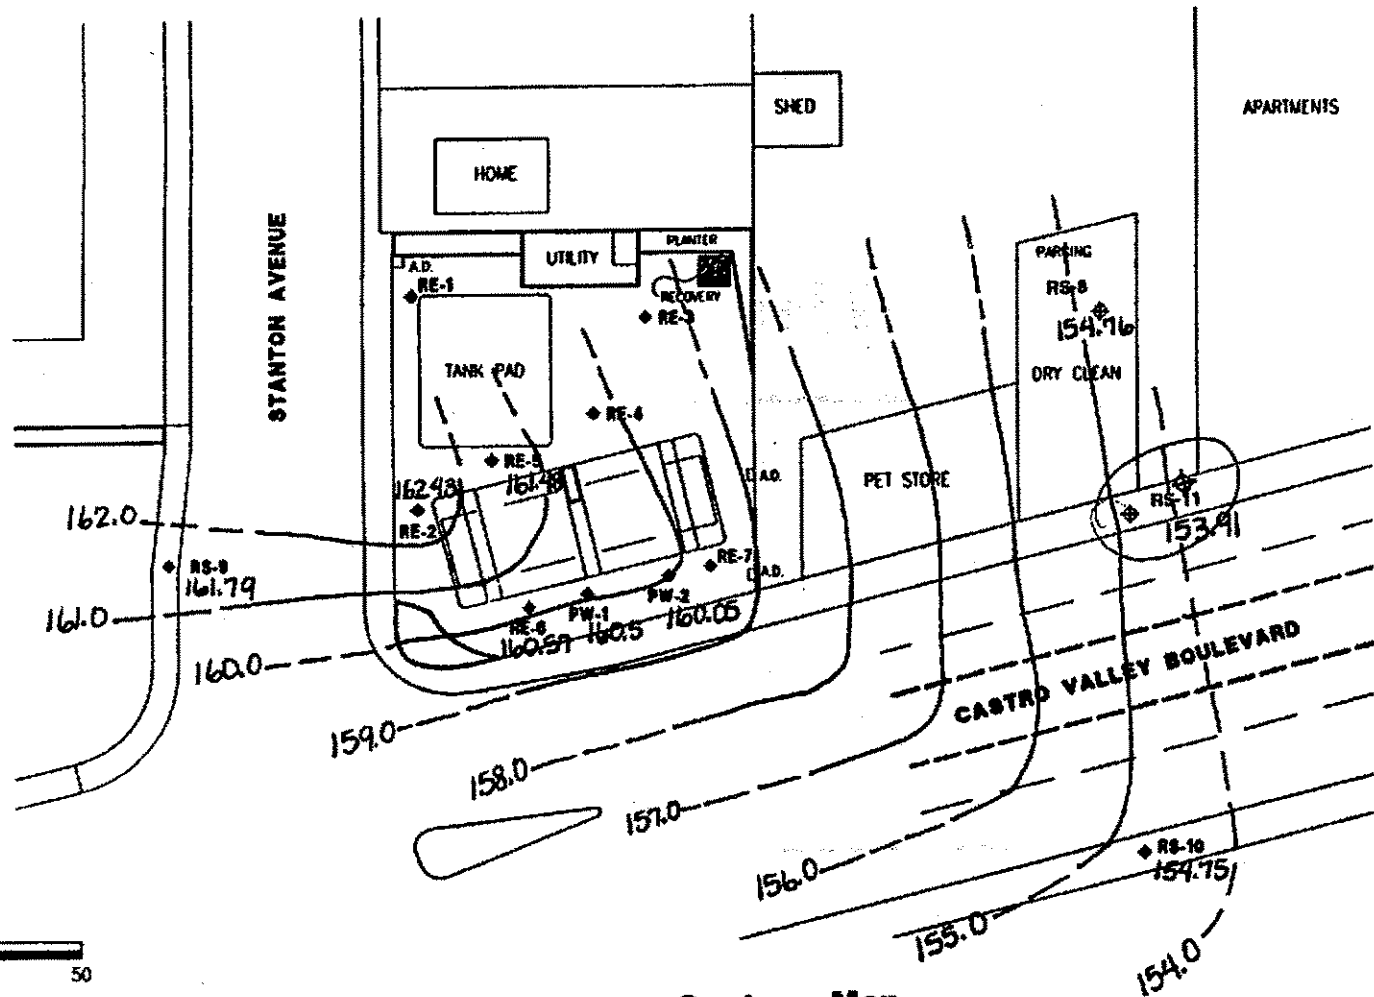 SHED
APARTMENTS
HOME
STANTON AVENUE
PLANTER
UTILITY
A.D.
RE-1
RECOVERY
RE-3
PARKING
RS-8
154.76
TANK PAD
DRY CLEAN
RE-4
RE-5
162.43
161.48
A.D.
PET STORE
RS-11
153.91
162.0
RE-2
RE-7
A.D.
RS-9
161.79
PW-2
160.05
161.0
RE-6
160.57
PW-1
160.5
160.0
CASTRO VALLEY BOULEVARD
159.0
158.0
157.0
RS-10
154.75
156.0
155.0
154.0
50